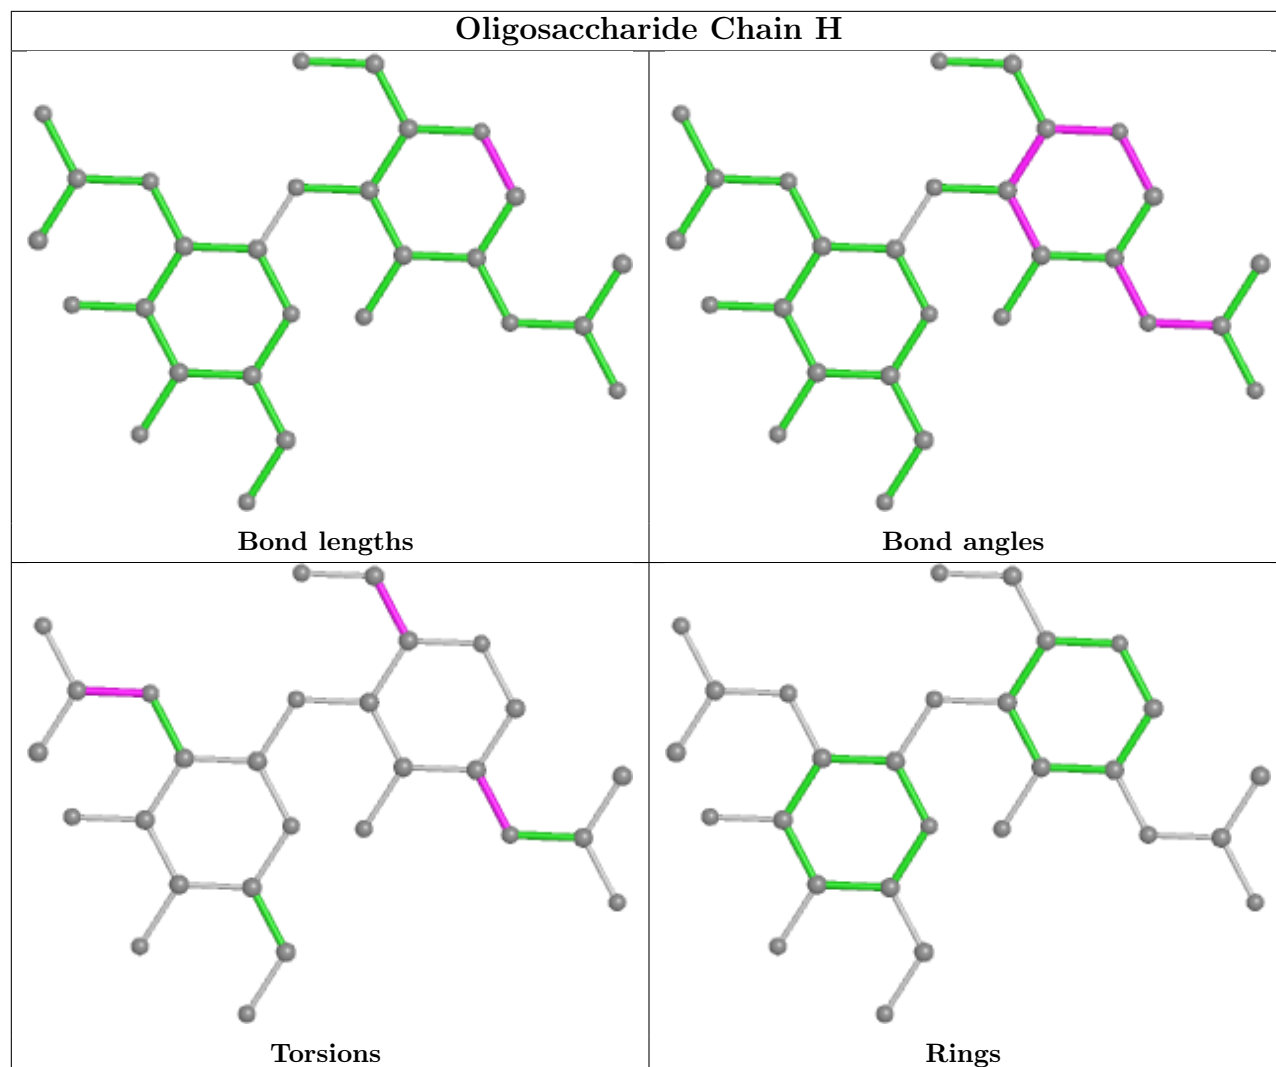 Oligosaccharide Chain H
Bond lengths
Bond angles
Torsions
Rings